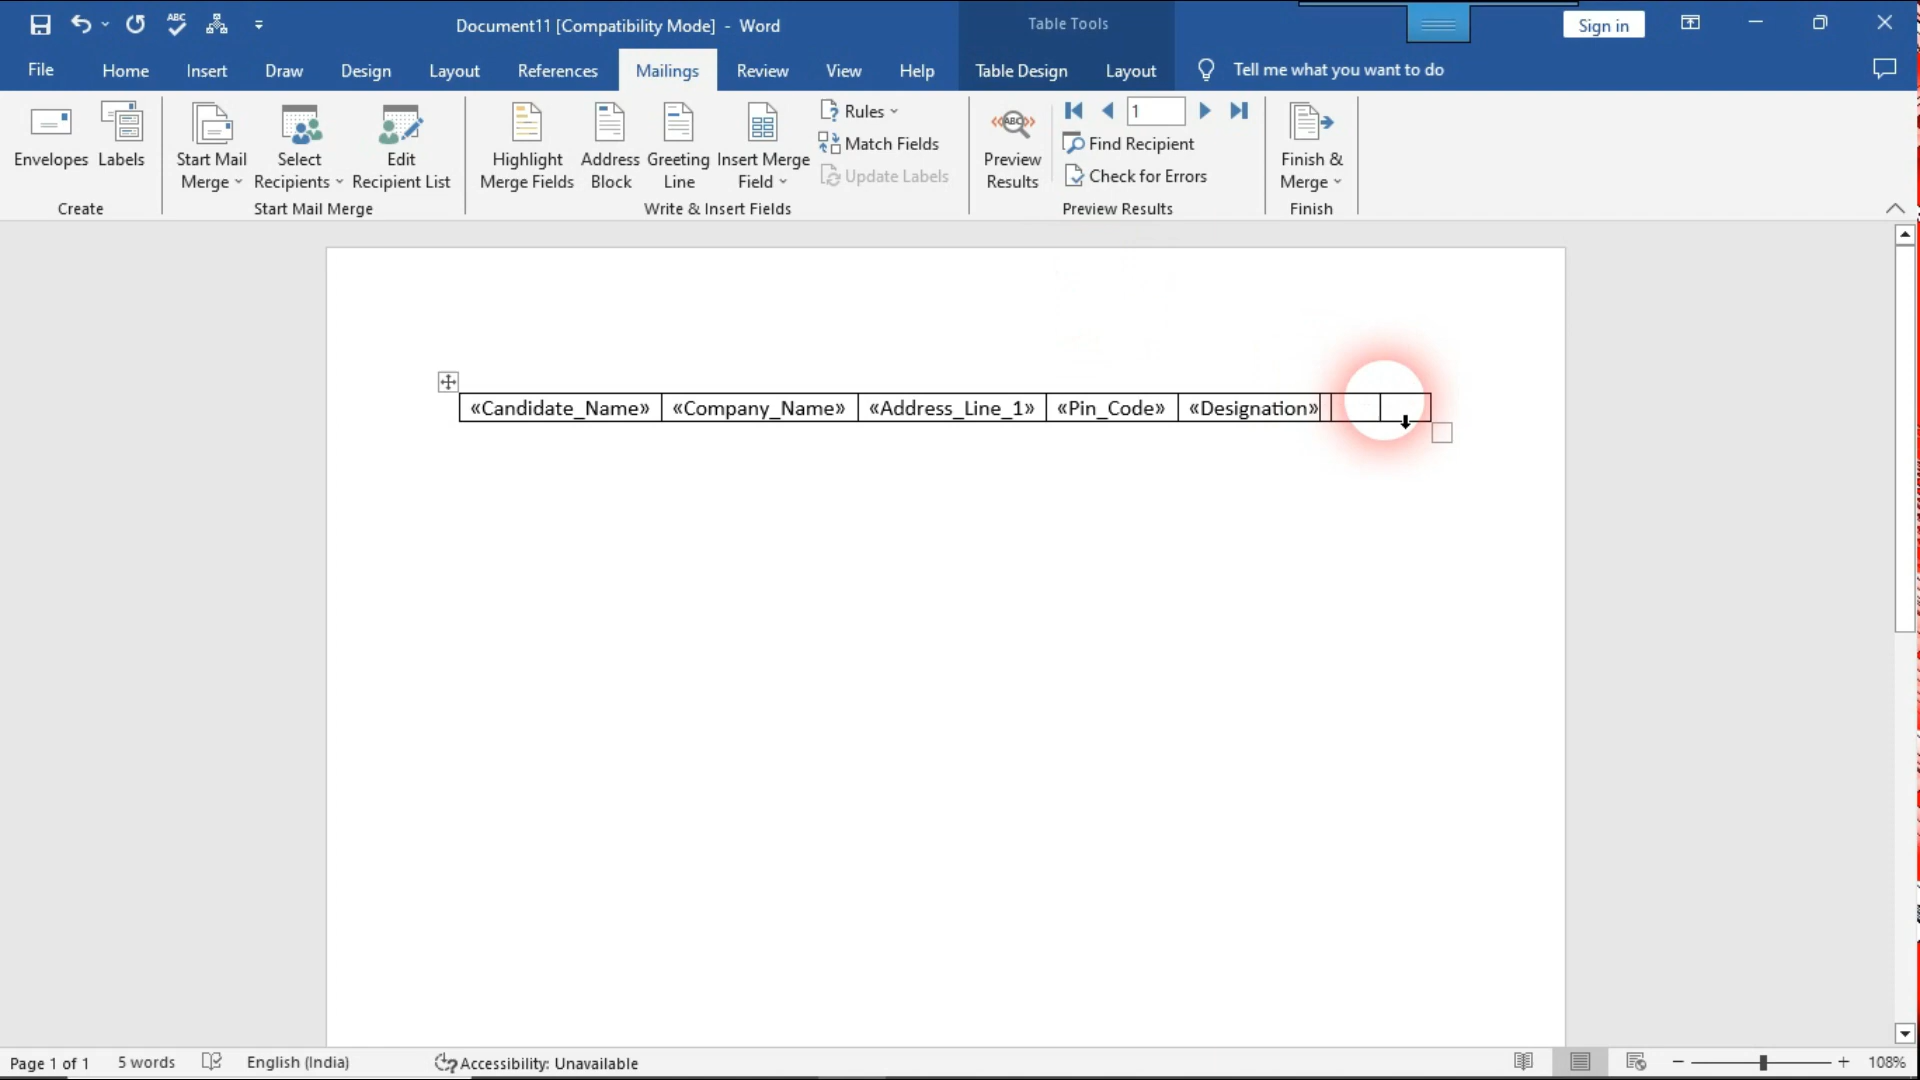 Document11 [Compatibility Mode] - Word
Table Tools
Sign in
File Home Insert Draw Design Layout References Mailings Review View Help Table Design Layout Tell me what you want to do
Envelopes
Labels
Create
Start Mail
Merge
Select
Recipients
Edit
Recipient List
Start Mail Merge
Highlight
Merge Fields
Address
Block
Greeting
Line
Insert Merge
Field
Rules
Match Fields
Update Labels
Write & Insert Fields
ABC
Preview
Results
1
Find Recipient
Check for Errors
Preview Results
Finish &
Merge
Finish
«Candidate_Name» «Company_Name» «Address_Line_1» «Pin_Code» «Designation»
Page 1 of 1 5 words English (India) Accessibility: Unavailable 108%